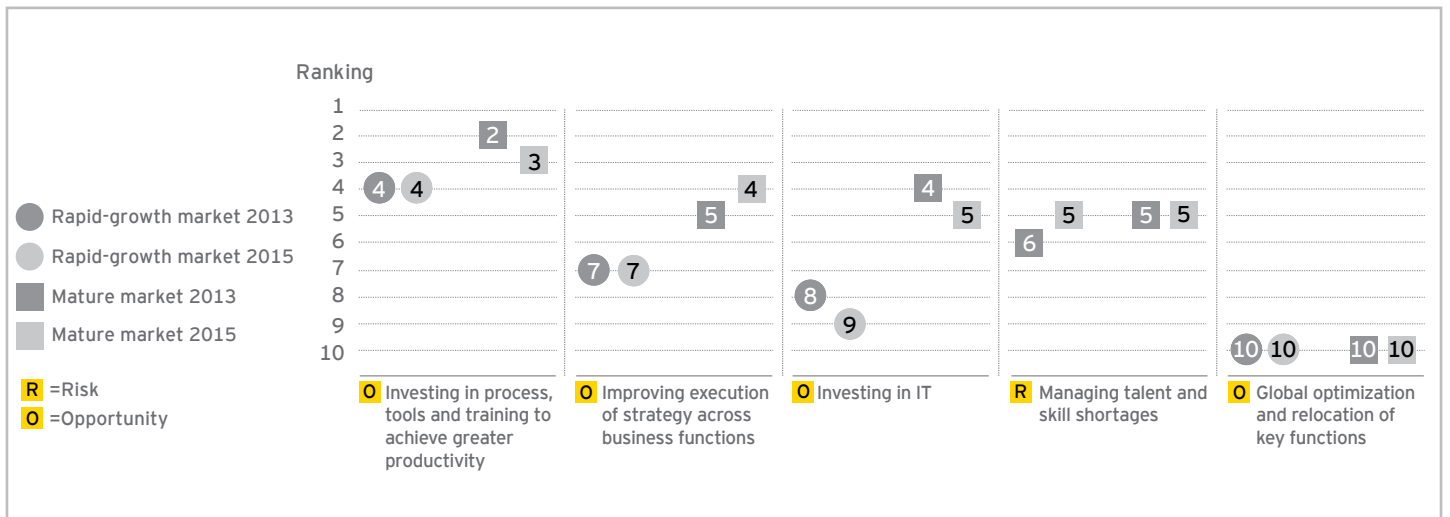 Ranking
1
2
3
4
5
6
7
8
9
10
Rapid-growth market 2013
Rapid-growth market 2015
Mature market 2013
Mature market 2015
R =Risk
O =Opportunity
4
4
2
3
O Investing in process,
tools and training to
achieve greater
productivity
7
7
5
4
O Improving execution
of strategy across
business functions
8
9
4
5
O Investing in IT
6
5
5
5
R Managing talent and
skill shortages
10
10
10
10
O Global optimization
and relocation of
key functions